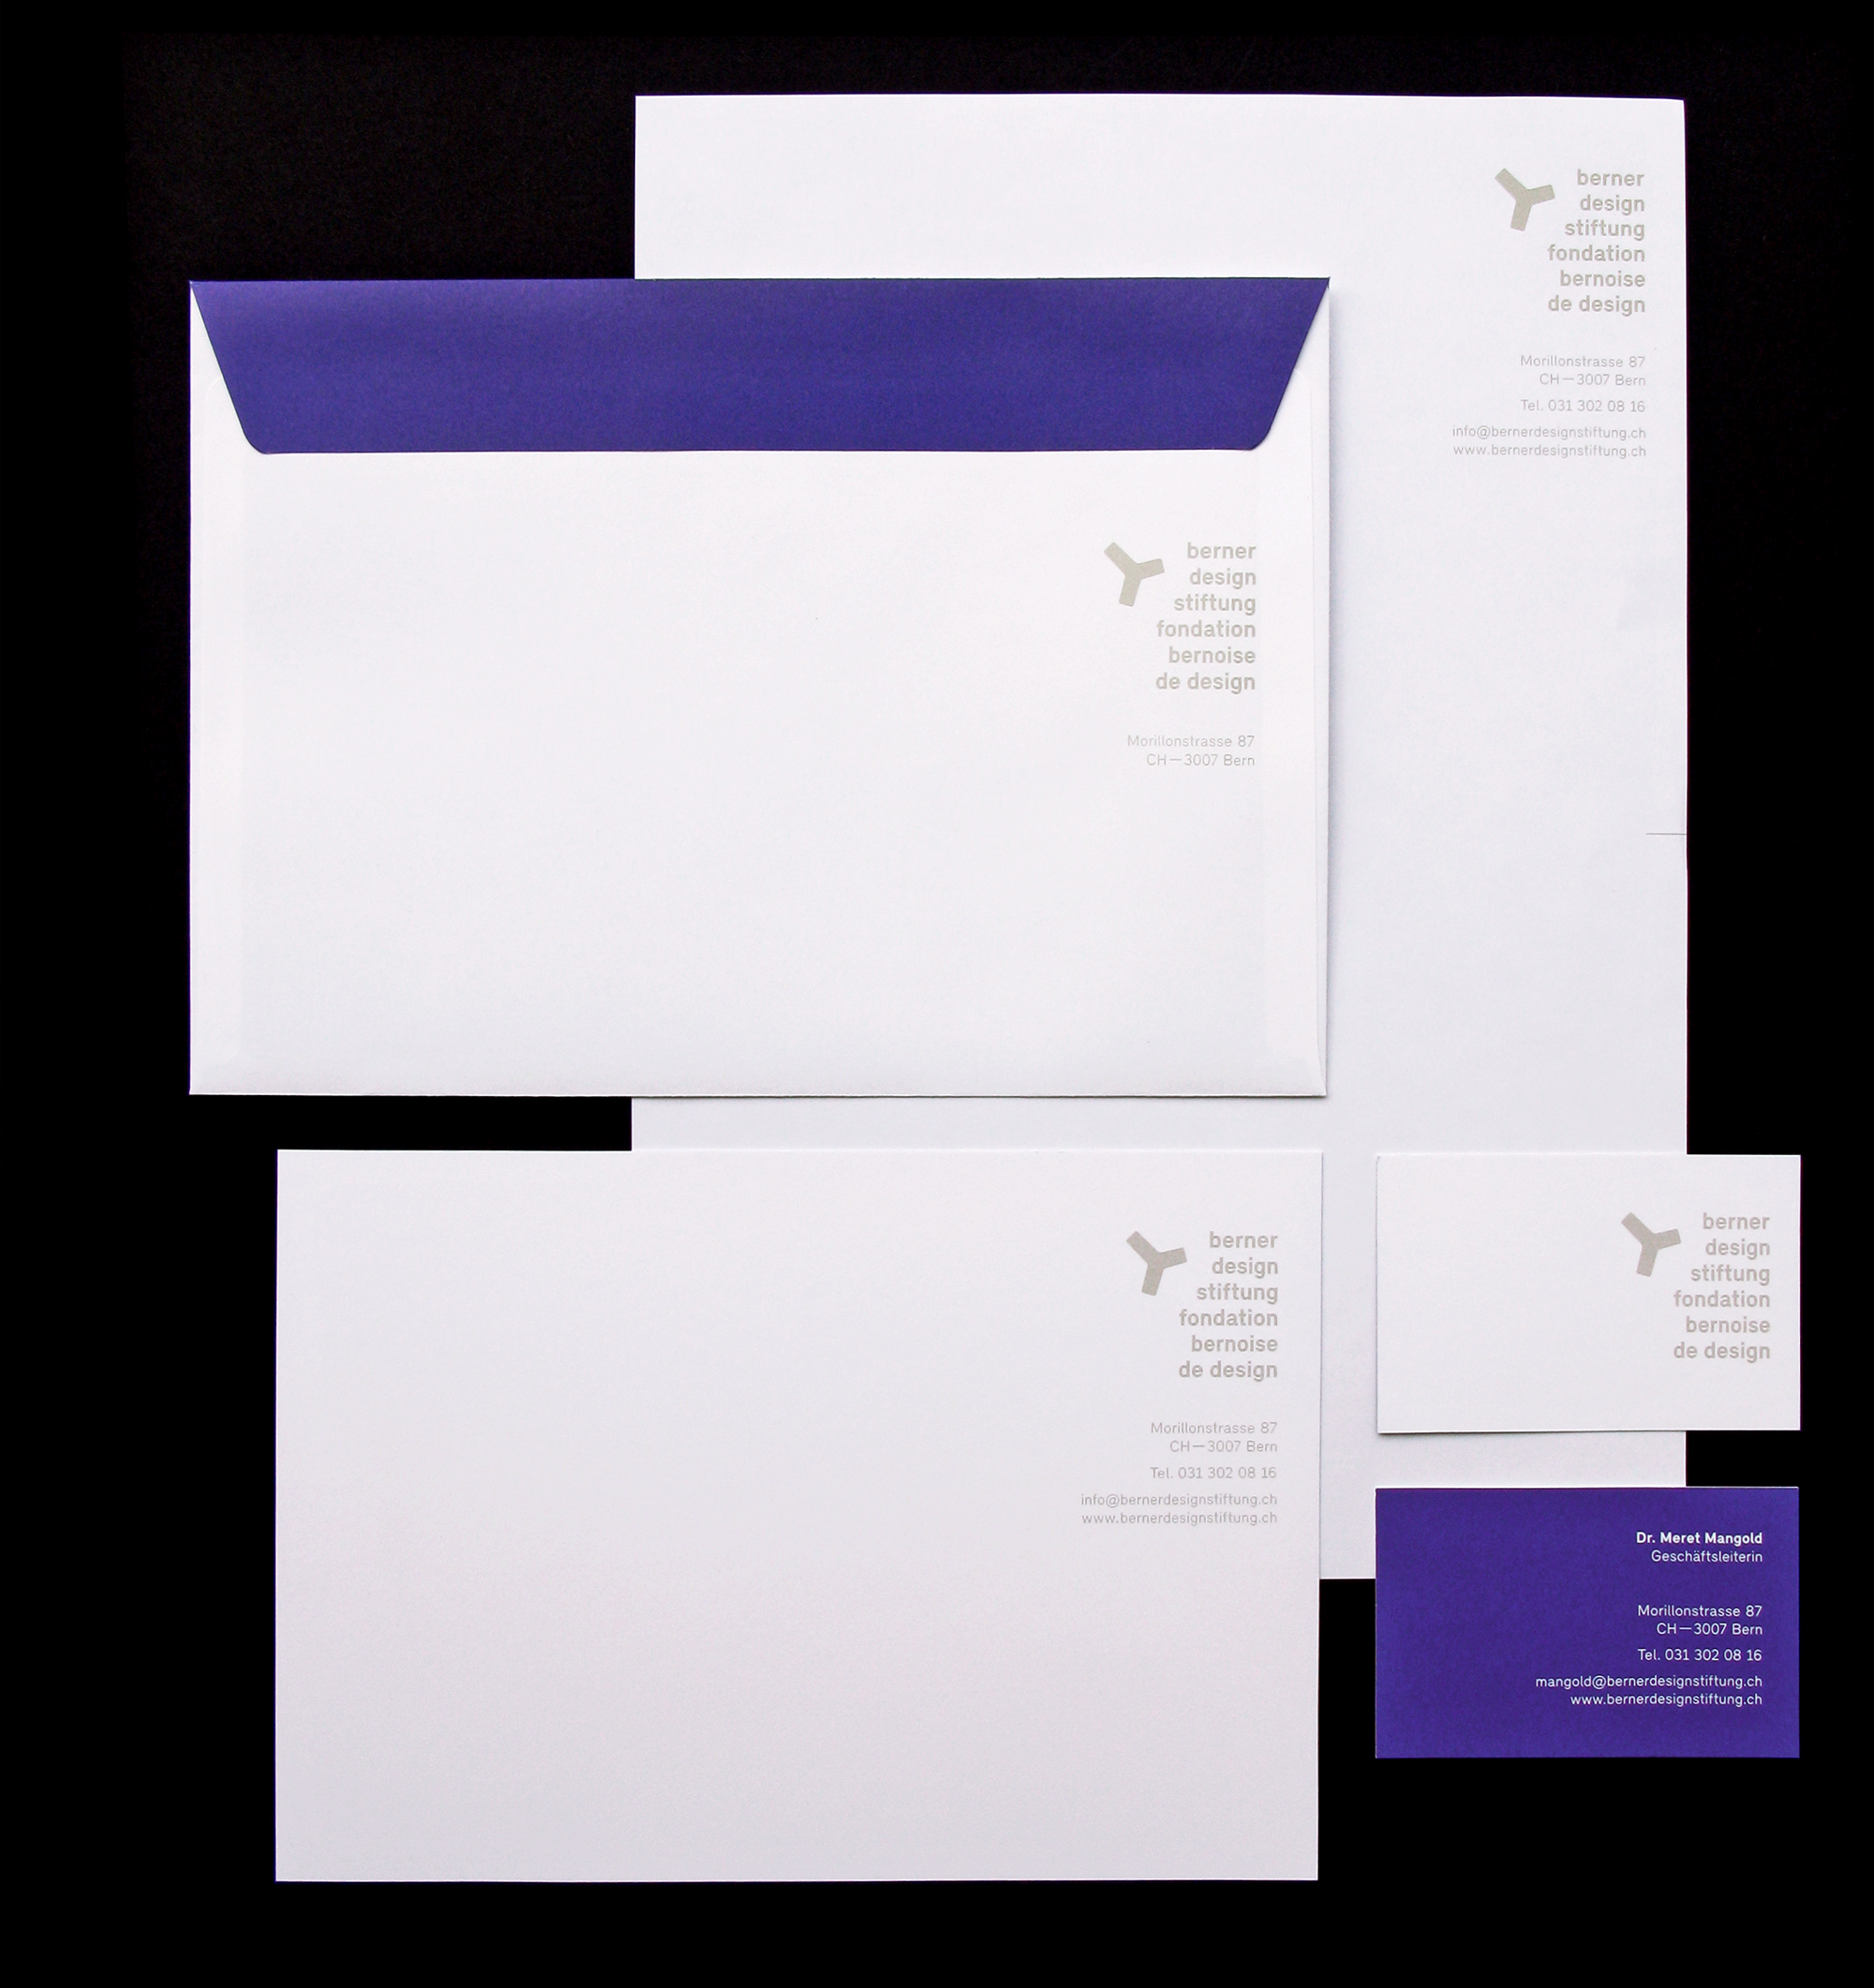 berner
design
stiftung
fondation
bernoise
de design
Morillonstrasse 87
CH—3007 Bern
Tel. 031 302 08 16
info@bernerdesignstiftung.ch
www.bernerdesignstiftung.ch
berner
design
stiftung
fondation
bernoise
de design
Morillonstrasse 87
CH—3007 Bern
berner
design
stiftung
fondation
bernoise
de design
Morillonstrasse 87
CH—3007 Bern
Tel. 031 302 08 16
info@bernerdesignstiftung.ch
www.bernerdesignstiftung.ch
berner
design
stiftung
fondation
bernoise
de design
Dr. Meret Mangold
Geschäftsleiterin
Morillonstrasse 87
CH—3007 Bern
Tel. 031 302 08 16
mangold@bernerdesignstiftung.ch
www.bernerdesignstiftung.ch